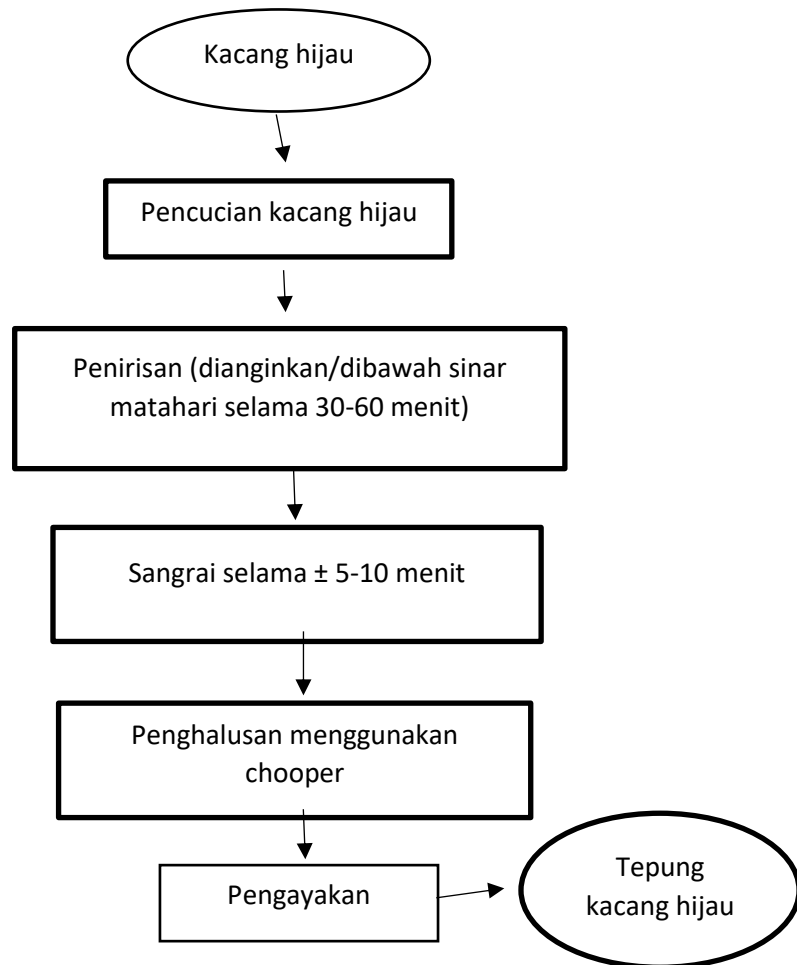 Kacang hijau
Pencucian kacang hijau
Penirisan (dianginkan/dibawah sinar
matahari selama 30-60 menit)
Sangrai selama ± 5-10 menit
Penghalusan menggunakan
chooper
Pengayakan
Tepung
kacang hijau